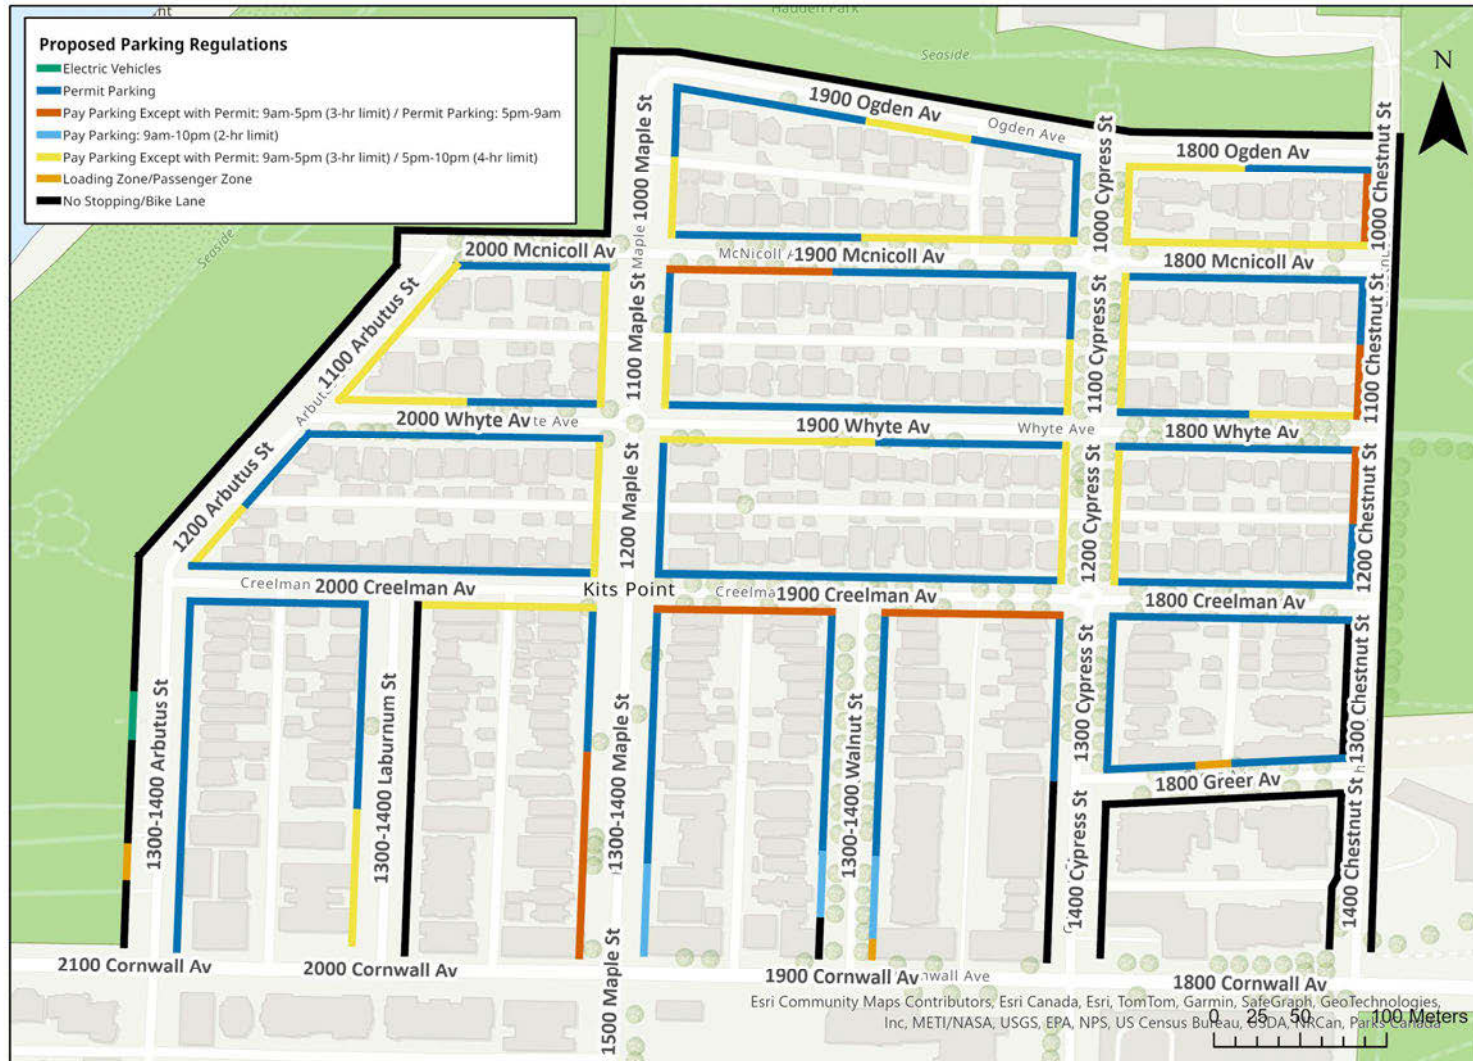 Hadden Park
nt
Proposed Parking Regulations
Electric Vehicles
Permit Parking
Pay Parking Except with Permit: 9am-5pm (3-hr limit) / Permit Parking: 5pm-9am
Pay Parking: 9am-10pm (2-hr limit)
Pay Parking Except with Permit: 9am-5pm (3-hr limit) / 5pm-10pm (4-hr limit)
Loading Zone/Passenger Zone
No Stopping/Bike Lane
Seaside
N
1900 Ogden Av
Ogden Ave
1800 Ogden Av
1000 Maple St
Maple
1000 Cypress St
1000 Chestnut St
Seaside
2000 Mcnicoll Av
McNicoll A
1900 Mcnicoll Av
1800 Mcnicoll Av
1100 Arbutus St
Arbut
1100 Maple St
1100 Cypress St
1100 Chestnut St
2000 Whyte Av
te Ave
1900 Whyte Av
Whyte Ave
1800 Whyte Av
1200 Arbutus St
1200 Maple St
1200 Cypress St
1200 Chestnut St
Creelman
2000 Creelman Av
Kits Point
Creelma
1900 Creelman Av
1800 Creelman Av
1300-1400 Arbutus St
1300-1400 Laburnum St
1300-1400 Maple St
1300-1400 Walnut St
1300 Cypress St
1300 Chestnut St
1800 Greer Av
1400 Cypress St
1400 Chestnut St
2100 Cornwall Av
2000 Cornwall Av
1500 Maple St
1900 Cornwall Av
nwall Ave
1800 Cornwall Av
Esri Community Maps Contributors, Esri Canada, Esri, TomTom, Garmin, SafeGraph, GeoTechnologies,
Inc, METI/NASA, USGS, EPA, NPS, US Census Bureau, USDA, NRCan, Parks Canada
0 25 50 100 Meters